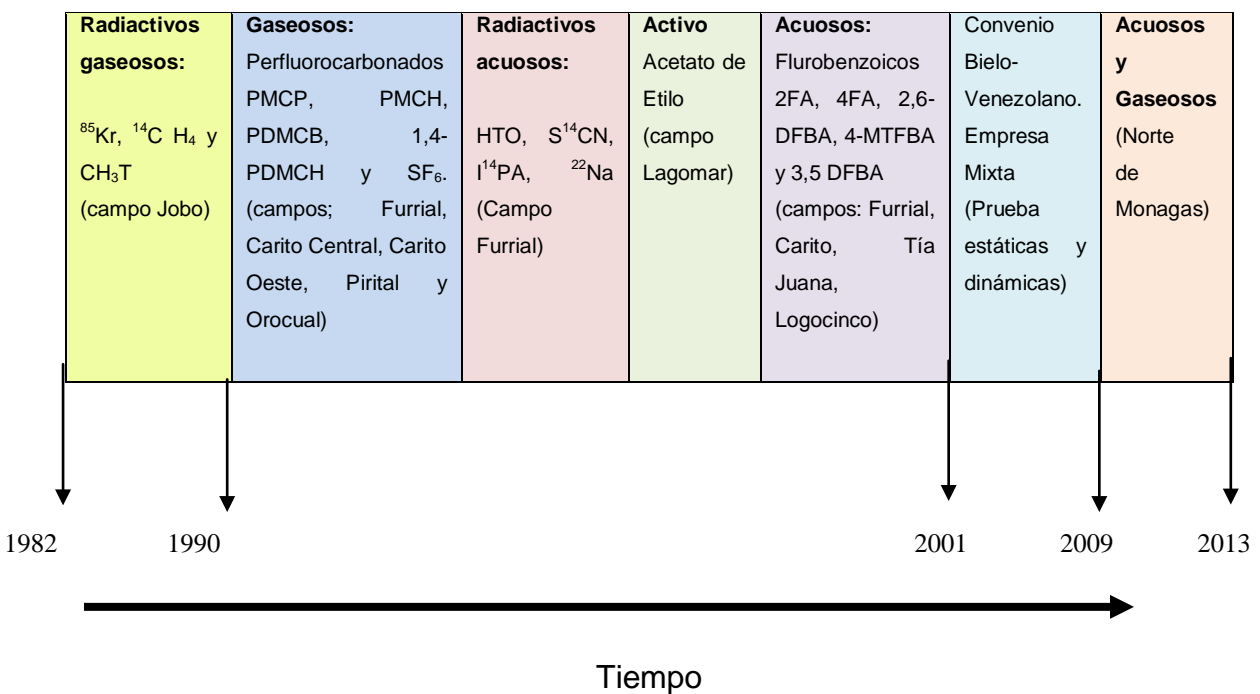 Radiactivos
gaseosos:
⁸⁵Kr, ¹⁴C H₄ y
CH₃T
(campo Jobo)
Gaseosos:
Perfluorocarbonados
PMCP, PMCH,
PDMCB, 1,4-
PDMCH y SF₆.
(campos; Furrial,
Carito Central, Carito
Oeste, Pirital y
Orocual)
Radiactivos
acuosos:
HTO, S¹⁴CN,
I¹⁴PA, ²²Na
(Campo
Furrial)
Activo
Acetato de
Etilo
(campo
Lagomar)
Acuosos:
Flurobenzoicos
2FA, 4FA, 2,6-
DFBA, 4-MTFBA
y 3,5 DFBA
(campos: Furrial,
Carito, Tía
Juana,
Logocinco)
Convenio
Bielo-
Venezolano.
Empresa
Mixta
(Prueba
estáticas y
dinámicas)
Acuosos
y
Gaseosos
(Norte
de
Monagas)
1982 1990 2001 2009 2013
Tiempo